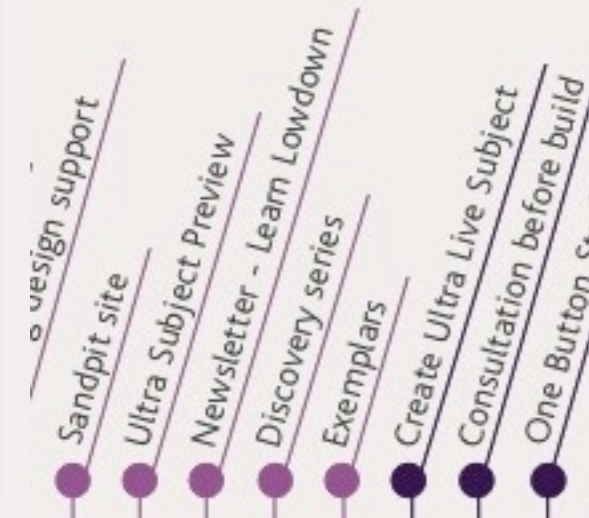 design support
Sandpit site
Ultra Subject Preview
Newsletter - Learn Lowdown
Discovery series
Exemplars
Create Ultra Live Subject
Consultation before build
One Button